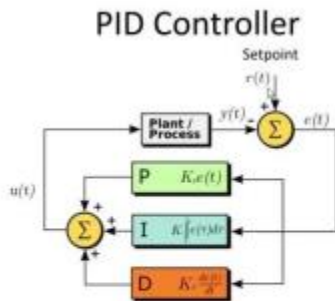 PID Controller
Setpoint
r(t)
Plant /
Process
y(t)
+
-
Σ
e(t)
u(t)
P
+
Σ
+
I
+
D